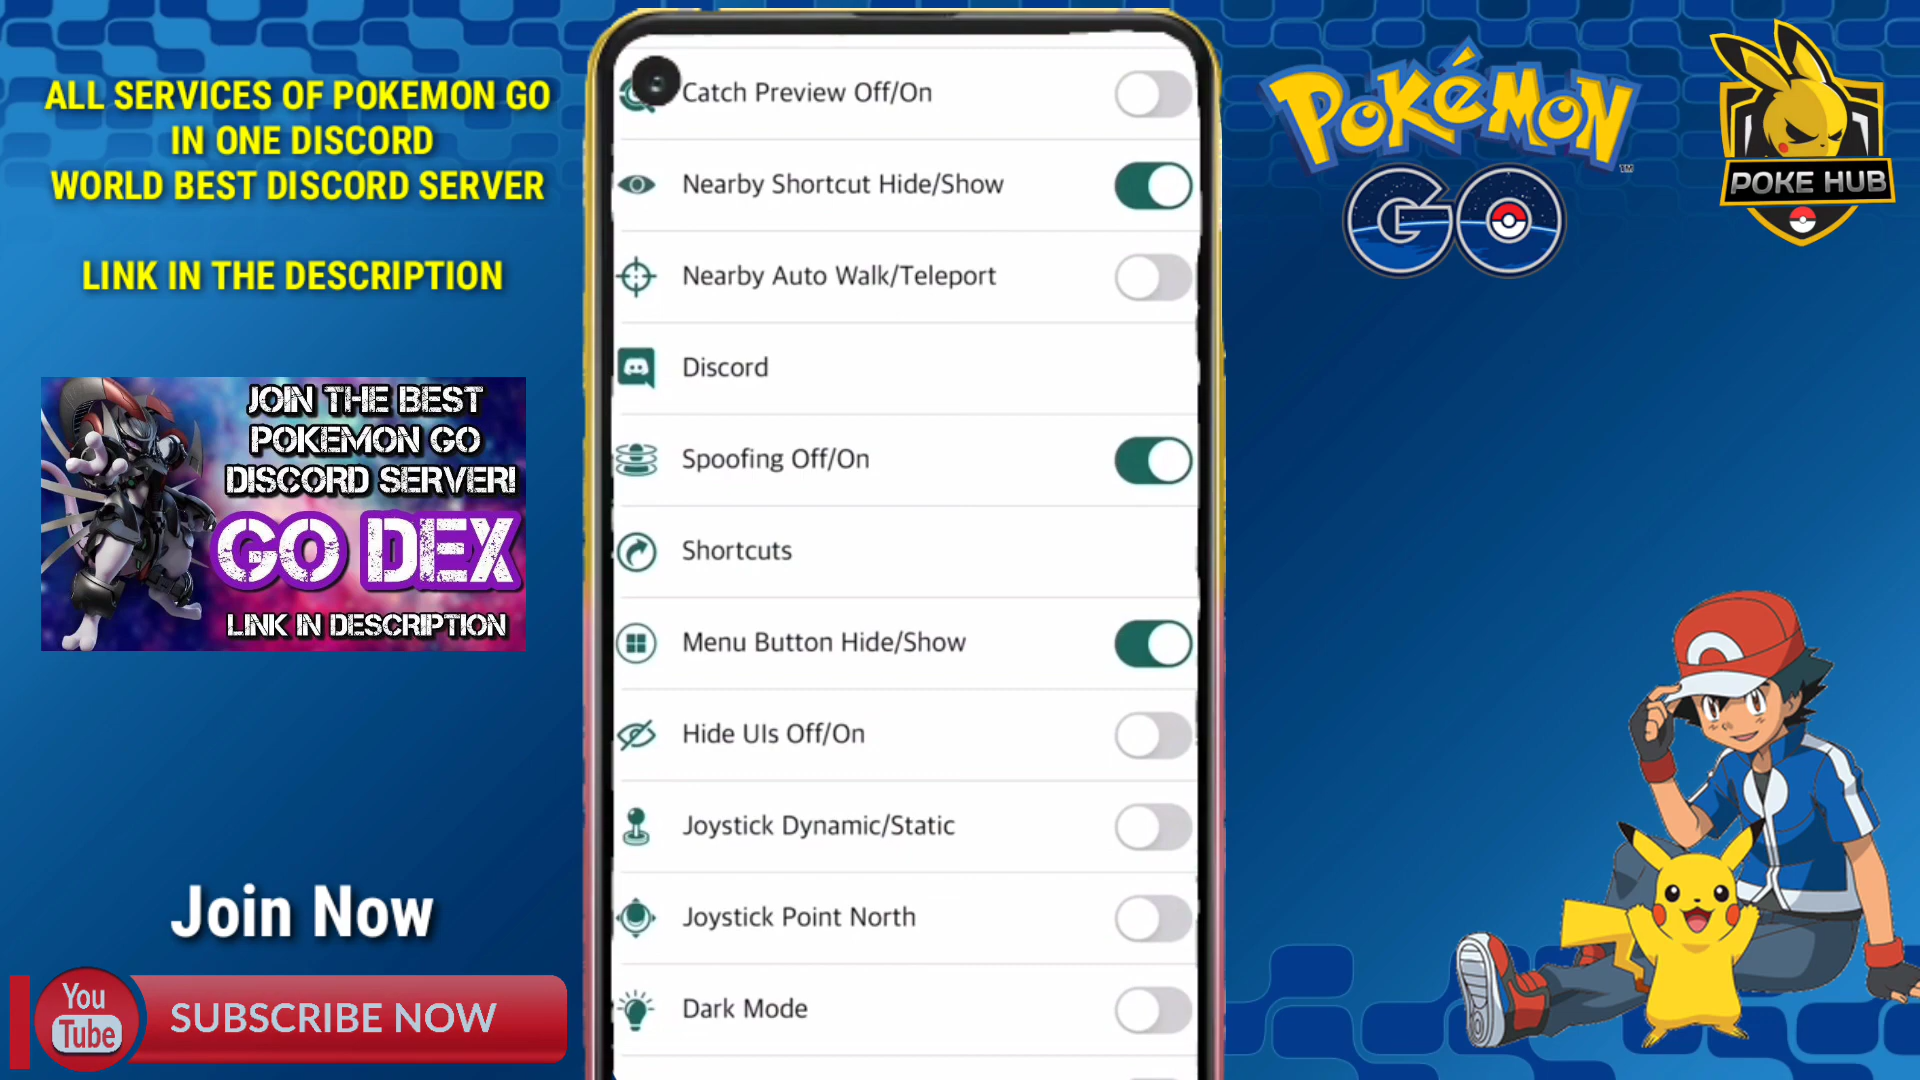 ALL SERVICES OF POKEMON GO
IN ONE DISCORD
WORLD BEST DISCORD SERVER
LINK IN THE DESCRIPTION
JOIN THE BEST
POKEMON GO
DISCORD SERVER!
GO DEX
LINK IN DESCRIPTION
Join Now
You
Tube
SUBSCRIBE NOW
Catch Preview Off/On
Nearby Shortcut Hide/Show
Nearby Auto Walk/Teleport
Discord
Spoofing Off/On
Shortcuts
Menu Button Hide/Show
Hide UIs Off/On
Joystick Dynamic/Static
Joystick Point North
Dark Mode
POKéMON
TM
GO
POKE HUB